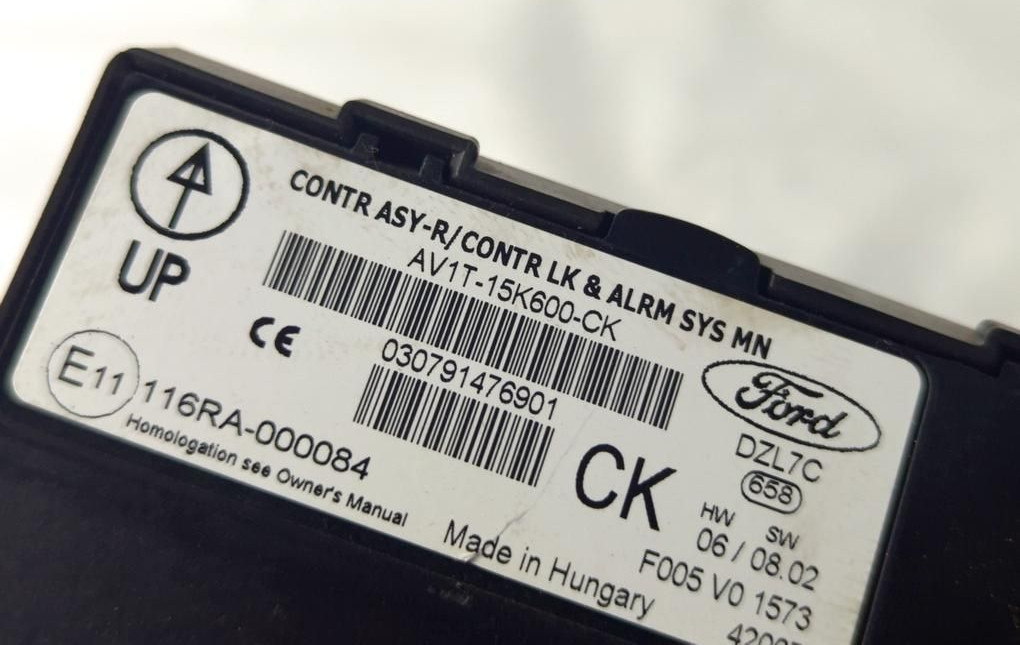 UP
CONTR ASY-R/CONTR LK & ALRM SYS MN
AV1T-15K600-CK
CE
030791476901
E11
116RA-000084
Homologation see Owner's Manual
Ford
DZL7C
658
CK
HW SW
06 / 08.02
F005 V0 1573
Made in Hungary